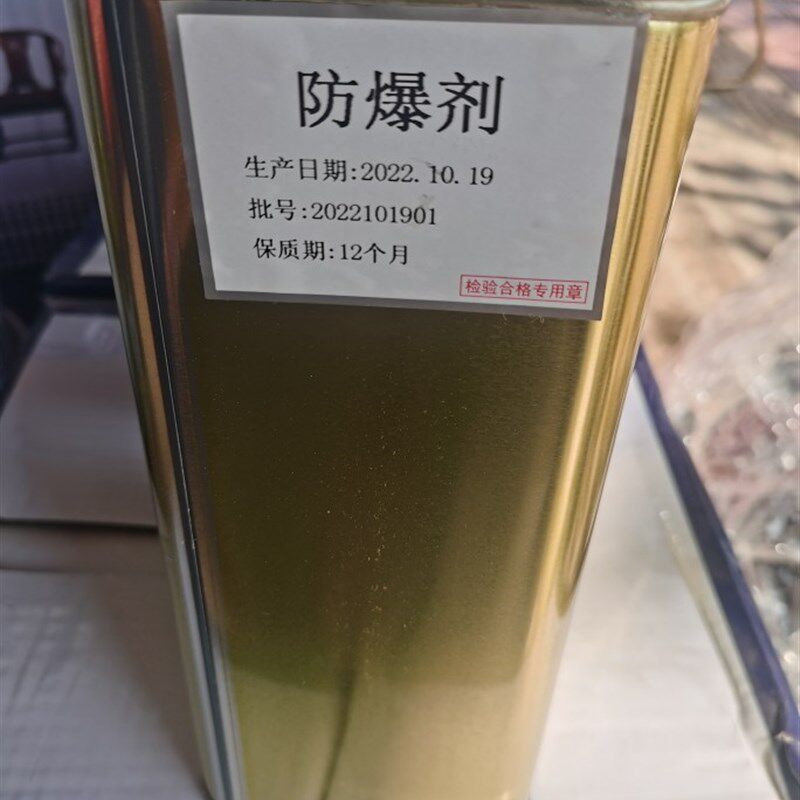 防爆剂
生产日期:2022.10.19
批号:2022101901
保质期:12个月
检验合格专用章